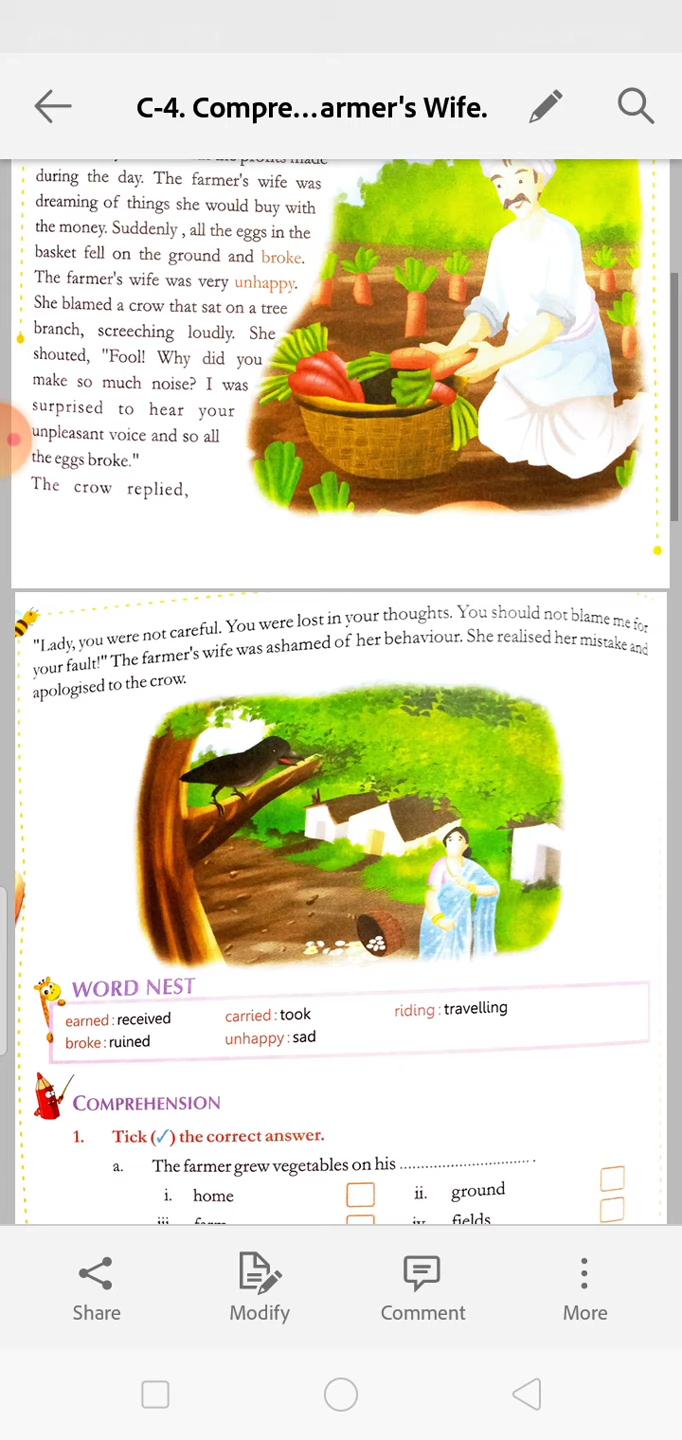 C-4. Compre...armer's Wife.
the profits made
during the day. The farmer's wife was
dreaming of things she would buy with
the money. Suddenly , all the eggs in the
basket fell on the ground and broke.
The farmer's wife was very unhappy.
She blamed a crow that sat on a tree
branch, screeching loudly. She
shouted, "Fool! Why did you
make so much noise? I was
surprised to hear your
unpleasant voice and so all
the eggs broke."
The crow replied,
"Lady, you were not careful. You were lost in your thoughts. You should not blame me for
your fault!" The farmer's wife was ashamed of her behaviour. She realised her mistake and
apologised to the crow.
WORD NEST
earned : received carried : took riding : travelling
broke : ruined unhappy : sad
COMPREHENSION
1. Tick (✓) the correct answer.
a. The farmer grew vegetables on his ................................ .
i. home ii. ground
iii. farm iv. fields
Share Modify Comment More